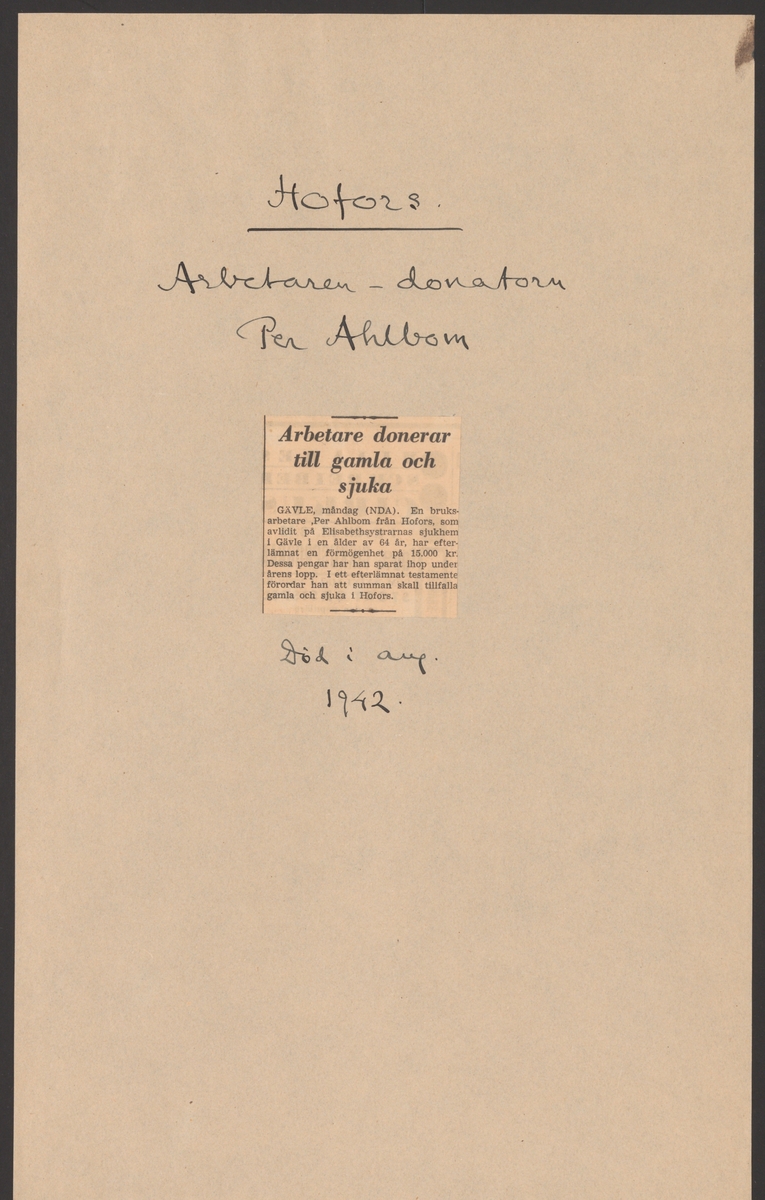 Hofors.
Arbetaren – donatorn
Per Ahlbom
Arbetare donerar
till gamla och
sjuka
GÄVLE, måndag (NDA). En bruks-
arbetare ,Per Ahlbom från Hofors, som
avlidit på Elisabethsystrarnas sjukhem
i Gävle i en ålder av 64 år, har efter-
lämnat en förmögenhet på 15.000 kr.
Dessa pengar har han sparat ihop under
årens lopp. I ett efterlämnat testamente
förordar han att summan skall tillfalla
gamla och sjuka i Hofors.
Död i aug.
1942.